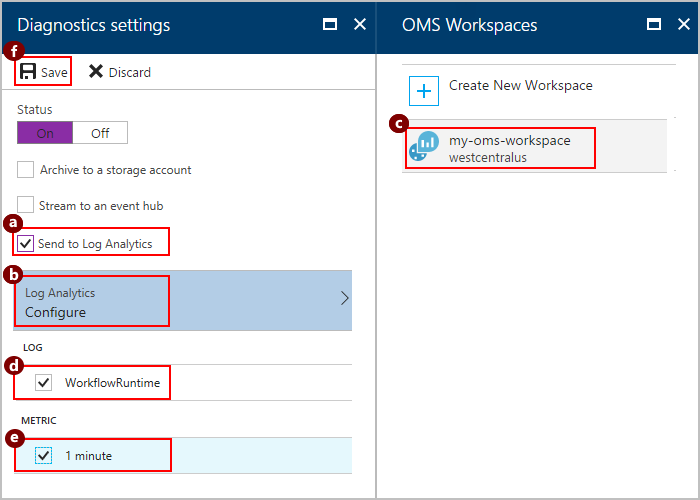 Diagnostics settings
f
Save
Discard
Status
On
Off
Archive to a storage account
Stream to an event hub
a
Send to Log Analytics
b
Log Analytics
Configure
LOG
d
WorkflowRuntime
METRIC
e
1 minute
OMS Workspaces
Create New Workspace
c
my-oms-workspace
westcentralus